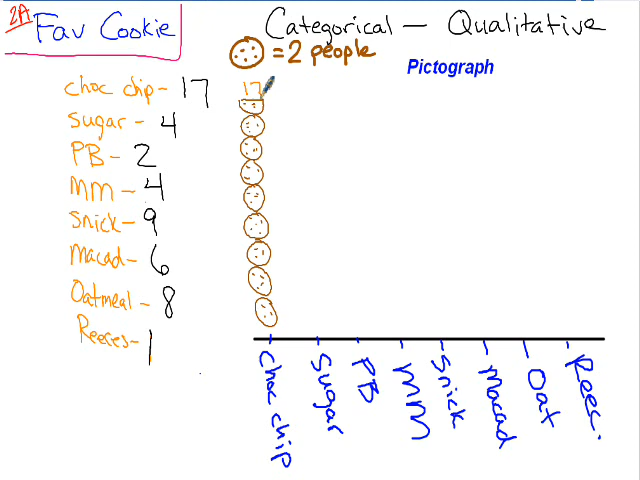 2A
Fav Cookie
Categorical – Qualitative
= 2 people
Pictograph
choc chip – 17
sugar – 4
PB – 2
MM – 4
Snick – 9
Macad – 6
Oatmeal – 8
Reeces – 1
17
choc chip
Sugar
PB
MM
Snick
Macad
Oat
Reec.